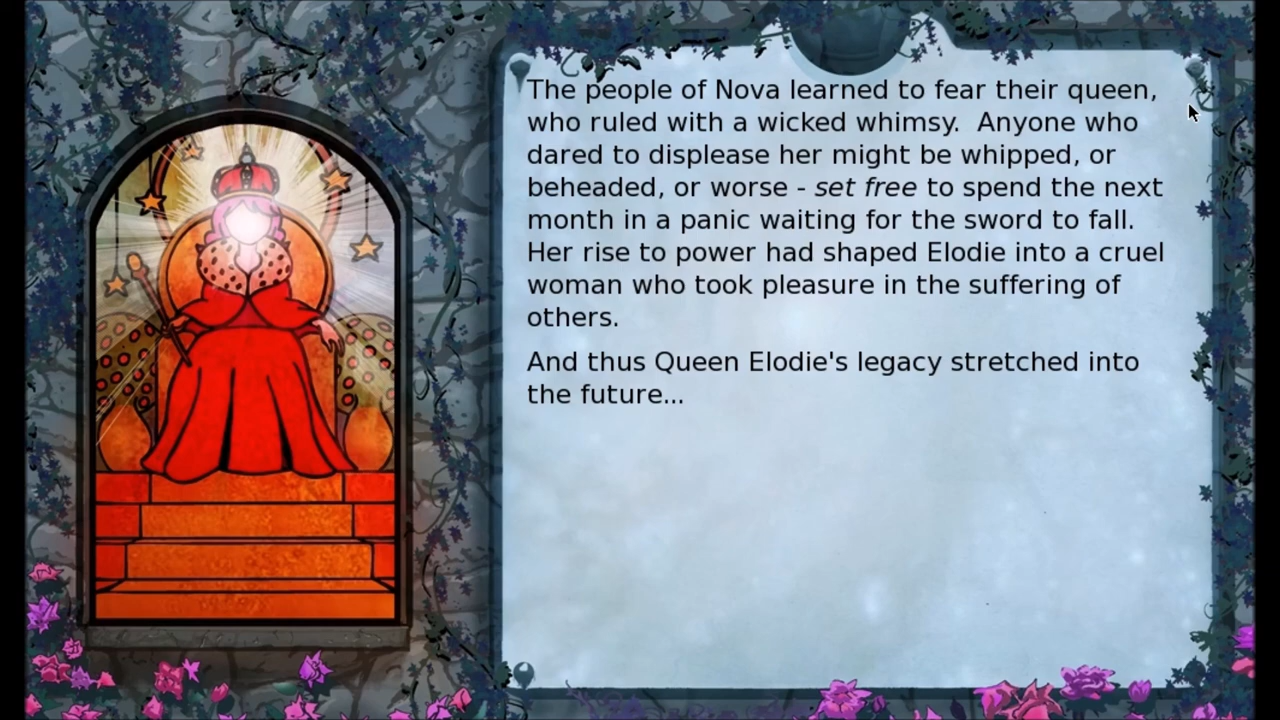 The people of Nova learned to fear their queen,
who ruled with a wicked whimsy.  Anyone who
dared to displease her might be whipped, or
beheaded, or worse - set free to spend the next
month in a panic waiting for the sword to fall.
Her rise to power had shaped Elodie into a cruel
woman who took pleasure in the suffering of
others.
And thus Queen Elodie's legacy stretched into
the future...